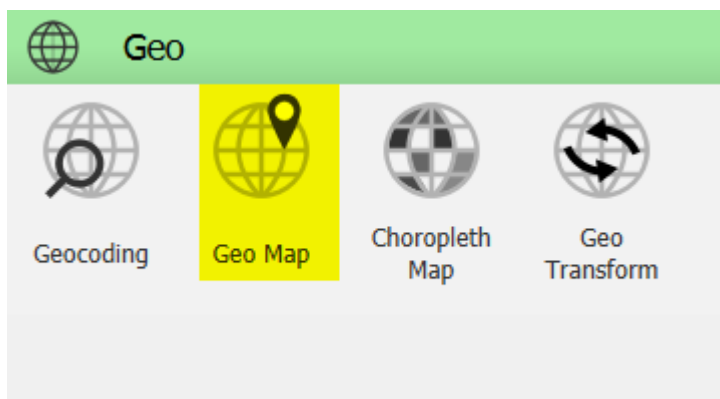 Geo
Geocoding
Geo Map
Choropleth
Map
Geo
Transform